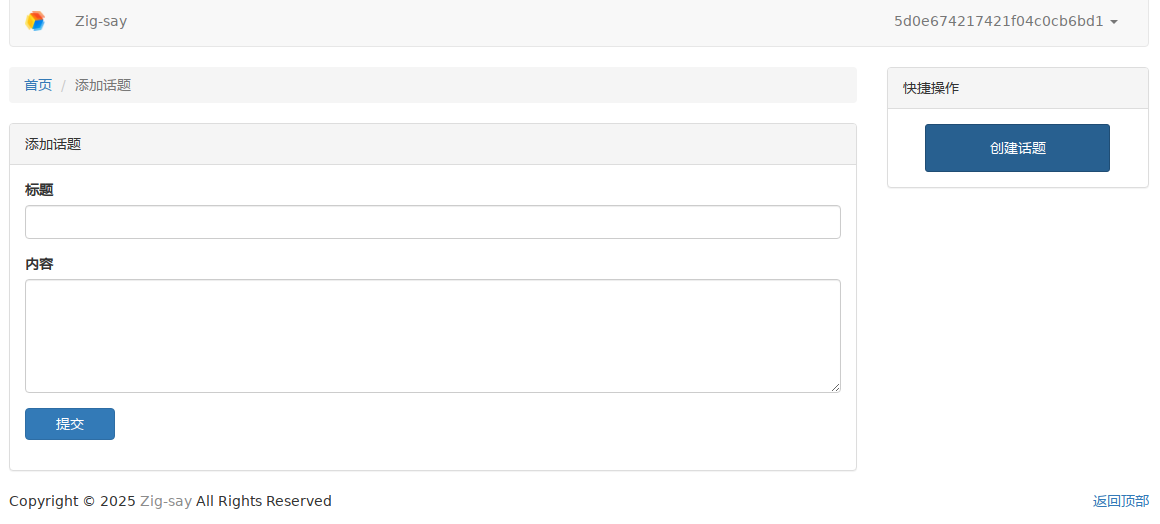 Zig-say
5d0e674217421f04c0cb6bd1
首页 / 添加话题
添加话题
标题
内容
提交
快捷操作
创建话题
Copyright © 2025 Zig-say All Rights Reserved
返回顶部